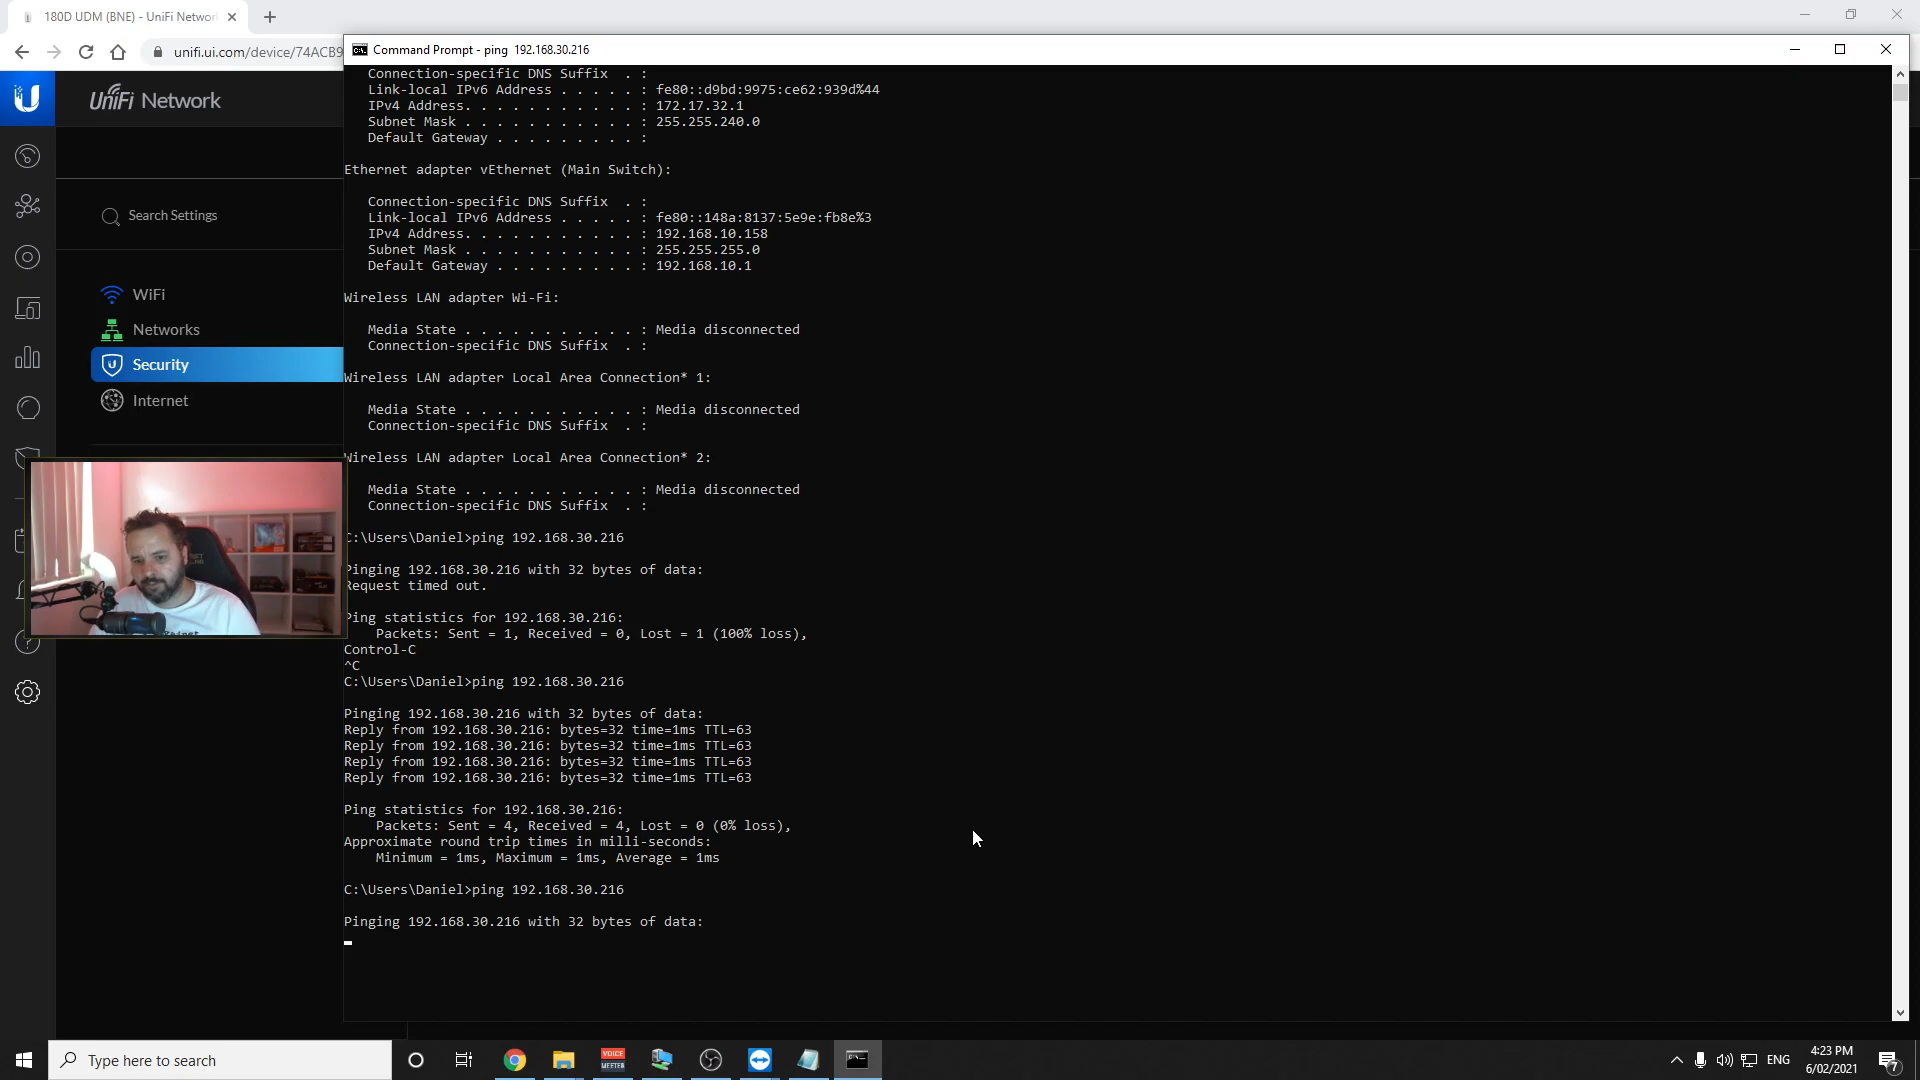 180D UDM (BNE) - UniFi Networ
unifi.ui.com/device/74ACB9
Command Prompt - ping 192.168.30.216
UniFi Network
Search Settings
WiFi
Networks
Security
Internet
Connection-specific DNS Suffix . :
Link-local IPv6 Address . . . . . : fe80::d9bd:9975:ce62:939d%44
IPv4 Address. . . . . . . . . . . : 172.17.32.1
Subnet Mask . . . . . . . . . . . : 255.255.240.0
Default Gateway . . . . . . . . . :
Ethernet adapter vEthernet (Main Switch):
Connection-specific DNS Suffix . :
Link-local IPv6 Address . . . . . : fe80::148a:8137:5e9e:fb8e%3
IPv4 Address. . . . . . . . . . . : 192.168.10.158
Subnet Mask . . . . . . . . . . . : 255.255.255.0
Default Gateway . . . . . . . . . : 192.168.10.1
Wireless LAN adapter Wi-Fi:
Media State . . . . . . . . . . . : Media disconnected
Connection-specific DNS Suffix . :
Wireless LAN adapter Local Area Connection* 1:
Media State . . . . . . . . . . . : Media disconnected
Connection-specific DNS Suffix . :
Wireless LAN adapter Local Area Connection* 2:
Media State . . . . . . . . . . . : Media disconnected
Connection-specific DNS Suffix . :
C:\Users\Daniel>ping 192.168.30.216
Pinging 192.168.30.216 with 32 bytes of data:
Request timed out.
Ping statistics for 192.168.30.216:
Packets: Sent = 1, Received = 0, Lost = 1 (100% loss),
Control-C
^C
C:\Users\Daniel>ping 192.168.30.216
Pinging 192.168.30.216 with 32 bytes of data:
Reply from 192.168.30.216: bytes=32 time=1ms TTL=63
Reply from 192.168.30.216: bytes=32 time=1ms TTL=63
Reply from 192.168.30.216: bytes=32 time=1ms TTL=63
Reply from 192.168.30.216: bytes=32 time=1ms TTL=63
Ping statistics for 192.168.30.216:
Packets: Sent = 4, Received = 4, Lost = 0 (0% loss),
Approximate round trip times in milli-seconds:
Minimum = 1ms, Maximum = 1ms, Average = 1ms
C:\Users\Daniel>ping 192.168.30.216
Pinging 192.168.30.216 with 32 bytes of data:
Type here to search
VOICE
MEETER
ENG
4:23 PM
6/02/2021
7